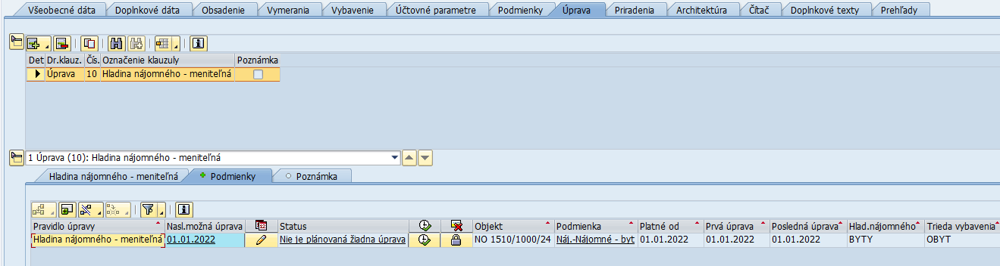 Všeobecné dáta Doplnkové dáta Obsadenie Vymerania Vybavenie Účtovné parametre Podmienky Úprava Priradenia Architektúra Čítač Doplnkové texty Prehľady
Det Dr.klauz. Čís. Označenie klauzuly Poznámka
Úprava 10 Hladina nájomného - meniteľná
1 Úprava (10): Hladina nájomného - meniteľná
Hladina nájomného - meniteľná Podmienky Poznámka
Pravidlo úpravy Nasl.možná úprava Status Objekt Podmienka Platné od Prvá úprava Posledná úprava Hlad.nájomného Trieda vybavenia
Hladina nájomného - meniteľná 01.01.2022 Nie je plánovaná žiadna úprava NO 1510/1000/24 Náj.-Nájomné - byt 01.01.2022 01.01.2022 01.01.2022 BYTY OBYT